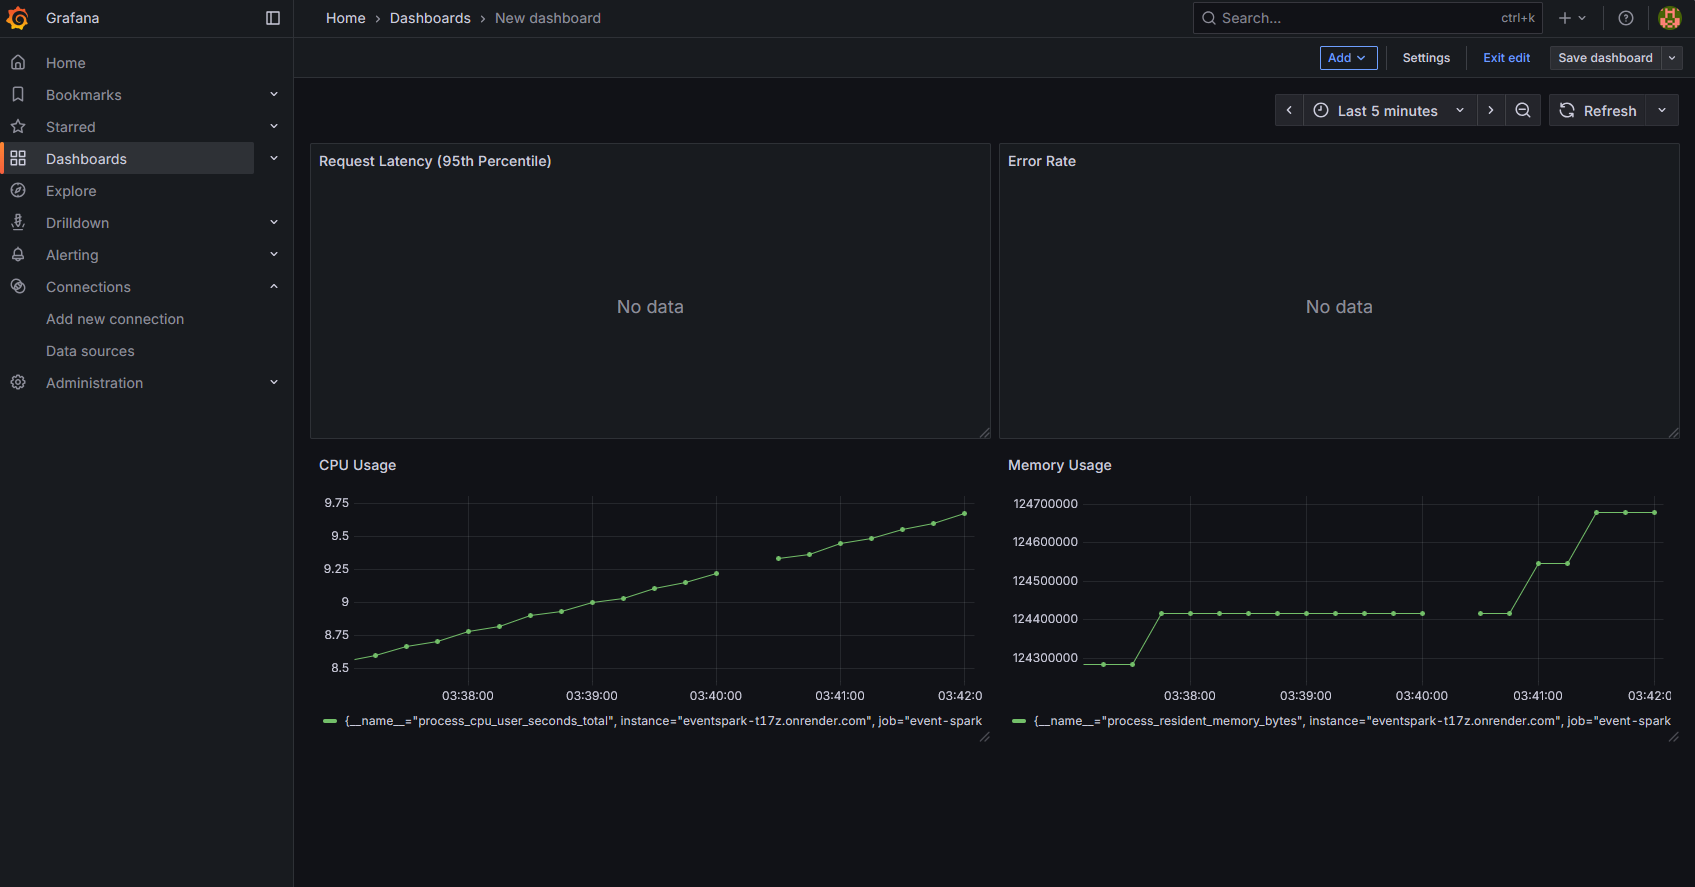 Grafana
Home › Dashboards › New dashboard
Search...
ctrl+k
Add
Settings
Exit edit
Save dashboard
Home
Bookmarks
Starred
Dashboards
Explore
Drilldown
Alerting
Connections
Add new connection
Data sources
Administration
Last 5 minutes
Refresh
Request Latency (95th Percentile)
No data
Error Rate
No data
CPU Usage
9.75
9.5
9.25
9
8.75
8.5
03:38:00 03:39:00 03:40:00 03:41:00 03:42:0
{__name__="process_cpu_user_seconds_total", instance="eventspark-t17z.onrender.com", job="event-spark
Memory Usage
124700000
124600000
124500000
124400000
124300000
03:38:00 03:39:00 03:40:00 03:41:00 03:42:0
{__name__="process_resident_memory_bytes", instance="eventspark-t17z.onrender.com", job="event-spark